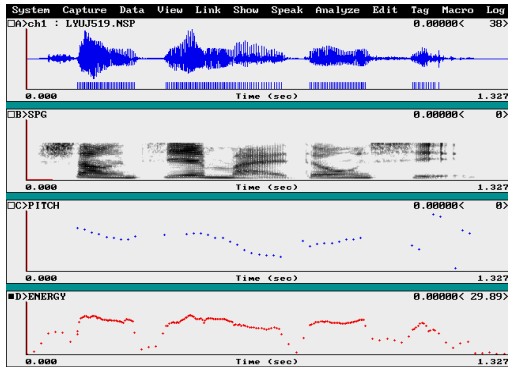 System Capture Data View Link Show Speak Analyze Edit Tag Macro Log
A>ch1 : LYUJ519.NSP 0.00000< 38>
0.000 Time (sec) 1.327
B>SPG 0.00000< 0>
0.000 Time (sec) 1.327
C>PITCH 0.00000< 0>
0.000 Time (sec) 1.327
D>ENERGY 0.00000< 29.89>
0.000 Time (sec) 1.327